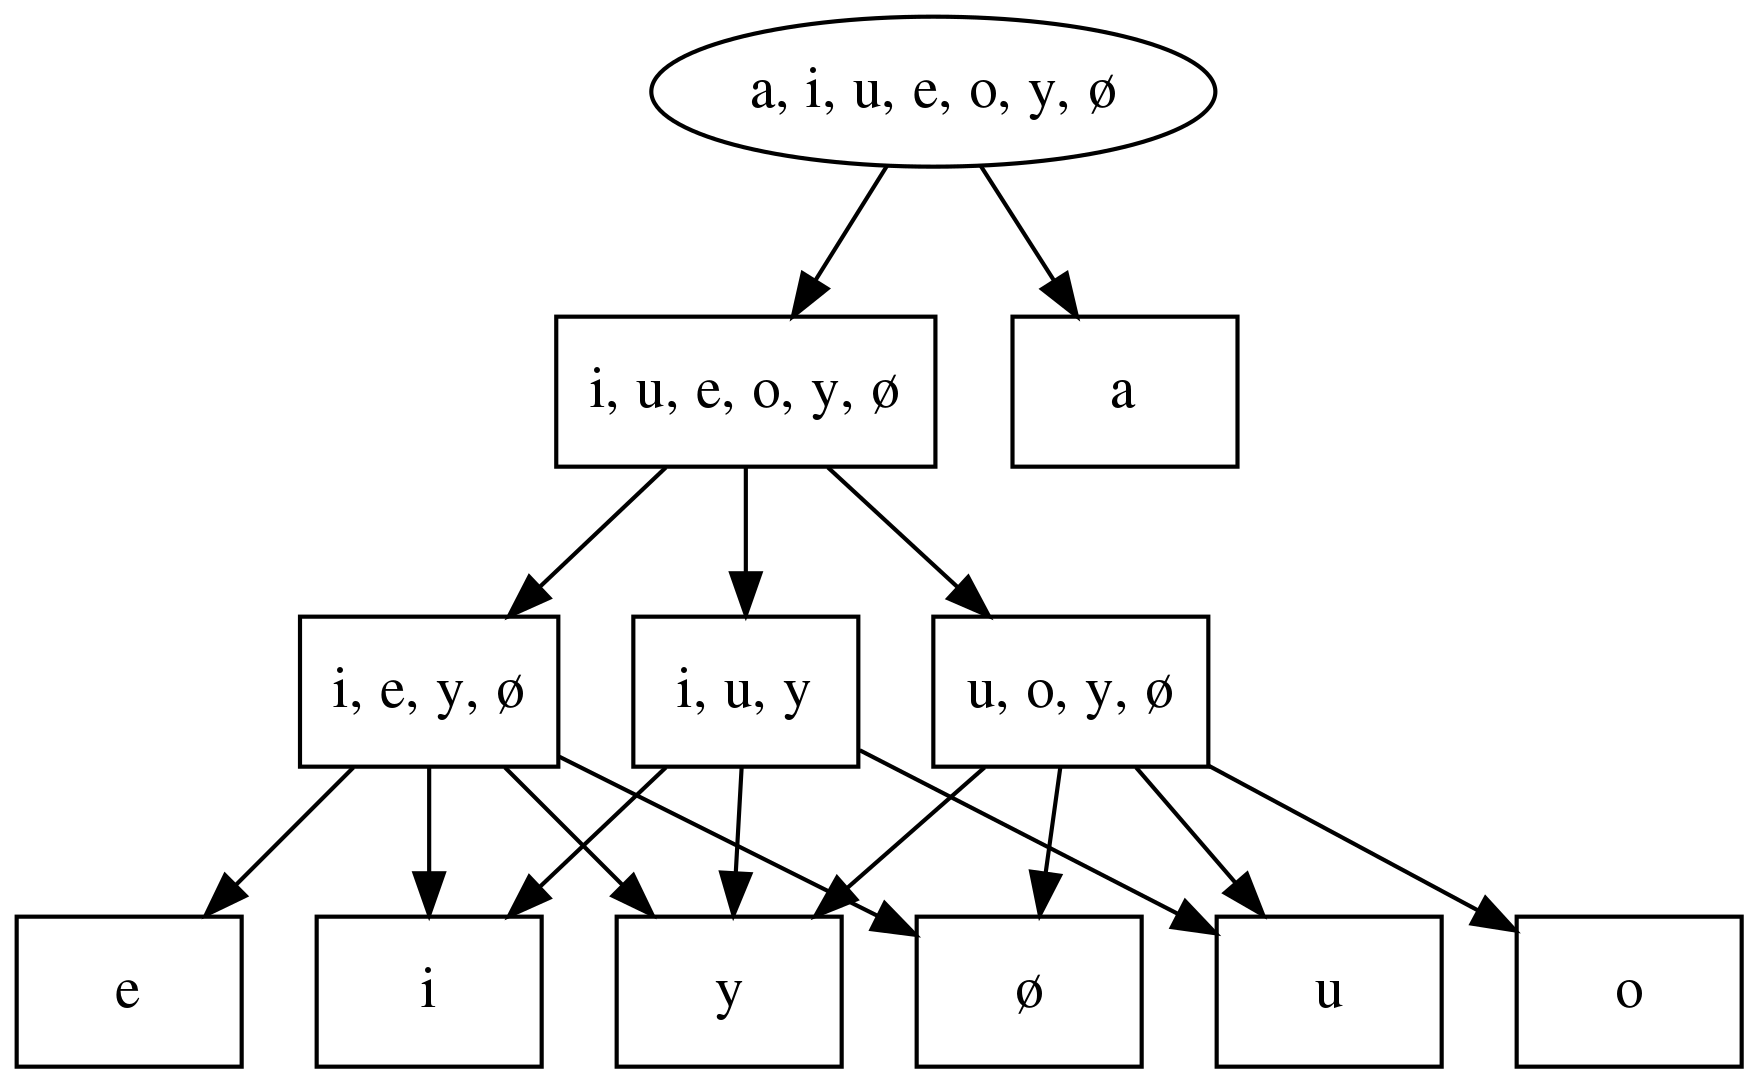 a, i, u, e, o, y, ø
i, u, e, o, y, ø
a
i, e, y, ø
i, u, y
u, o, y, ø
e
i
y
ø
u
o